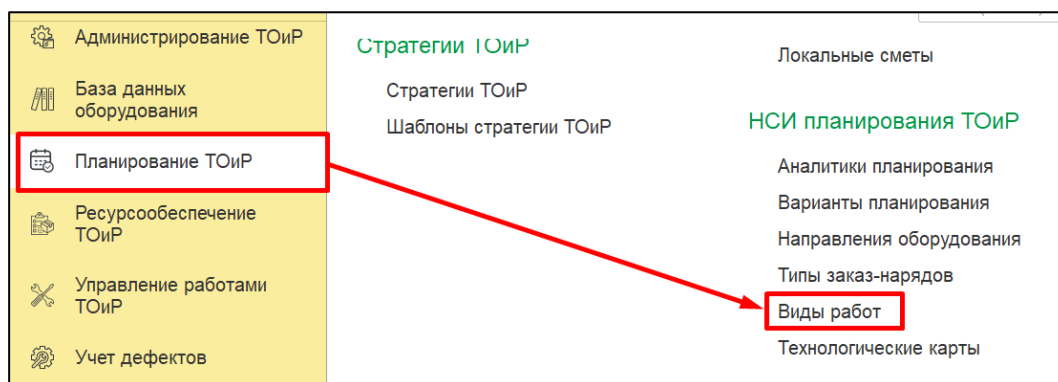 Администрирование ТОиР
База данных
оборудования
Планирование ТОиР
Ресурсообеспечение
ТОиР
Управление работами
ТОиР
Учет дефектов
Стратегии ТОиР
Стратегии ТОиР
Шаблоны стратегии ТОиР
Локальные сметы
НСИ планирования ТОиР
Аналитики планирования
Варианты планирования
Направления оборудования
Типы заказ-нарядов
Виды работ
Технологические карты